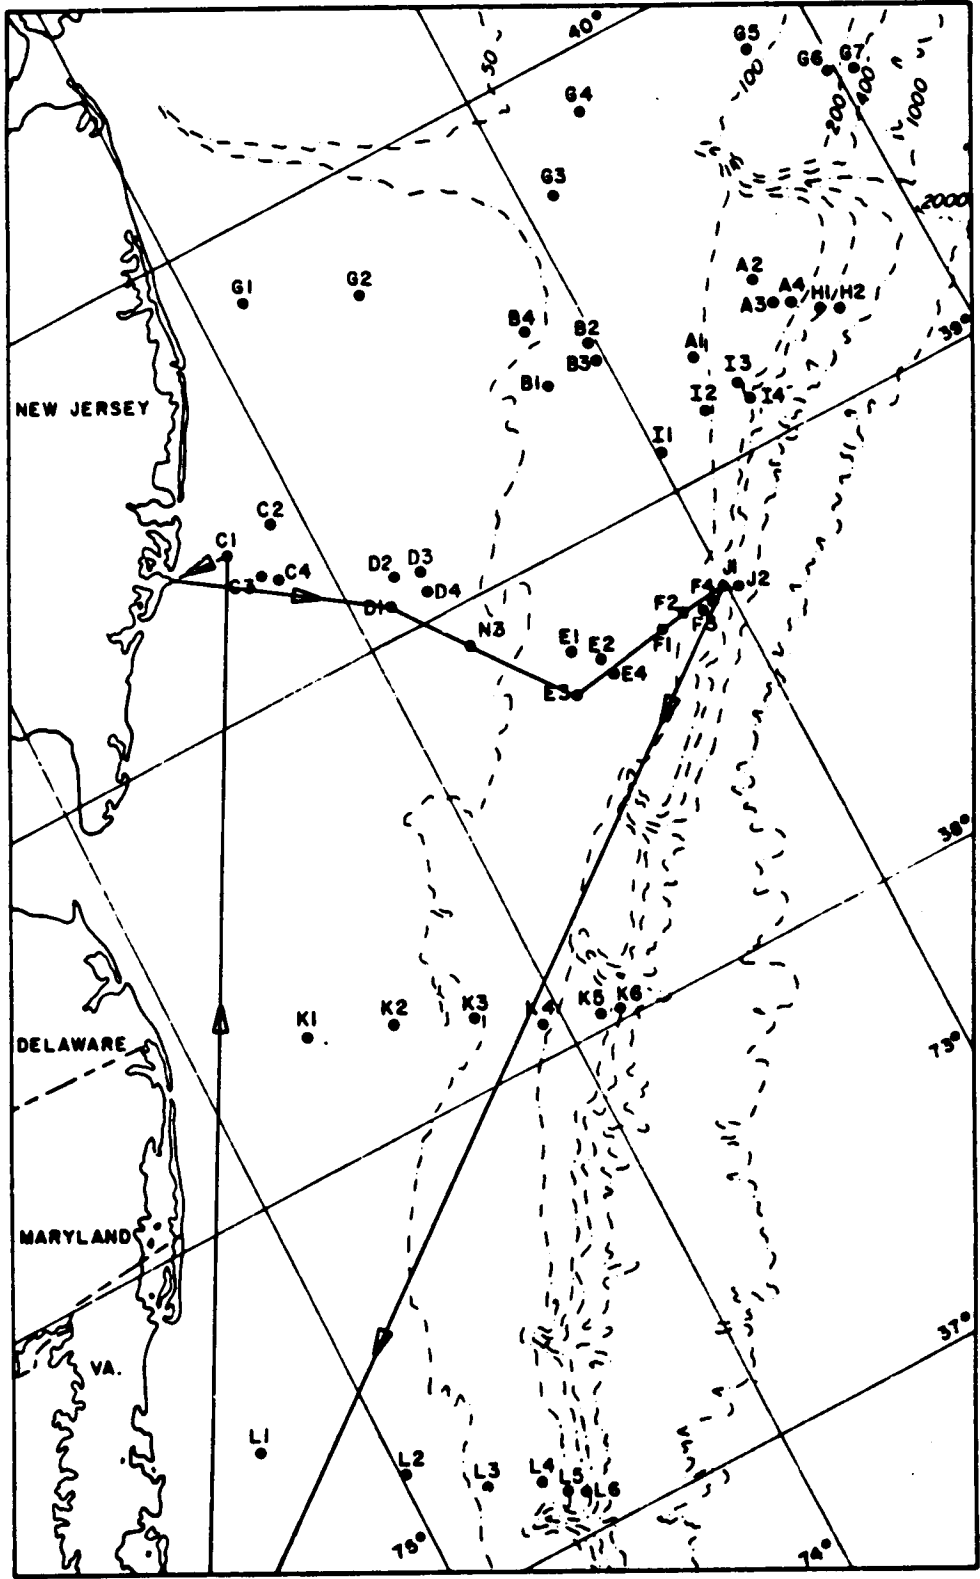 40°
G5
50
100
G6
G7
G4
200
400
1000
G3
2000
G1
G2
A2
A4
A3
H1/H2
B4
B2
39°
A1
B3
I3
B1
I2
I4
NEW JERSEY
I1
C2
C1
D2
D3
J1
J2
C3
C4
D4
F4
D1
F2
F3
N3
E1
E2
F1
E4
E3
38°
K1
K2
K3
K4
K5
K6
73°
DELAWARE
MARYLAND
37°
VA.
L1
L2
L3
L4
L5
L6
75°
74°